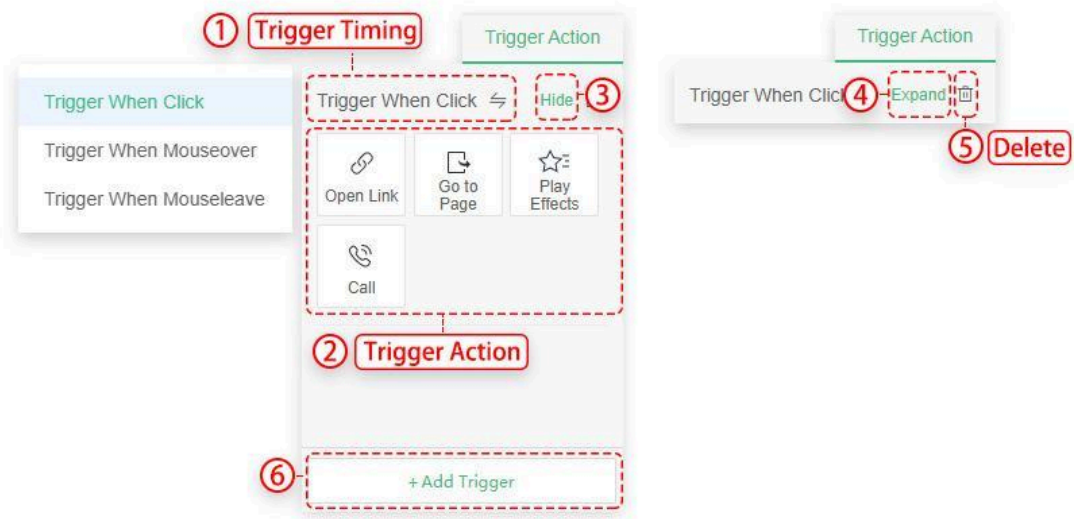 ① Trigger Timing
Trigger Action
Trigger When Click
Trigger When Mouseover
Trigger When Mouseleave
Trigger When Click
Hide ③
Open Link
Go to
Page
Play
Effects
Call
② Trigger Action
⑥
+ Add Trigger
Trigger Action
Trigger When Clic ④ Expand
⑤ Delete